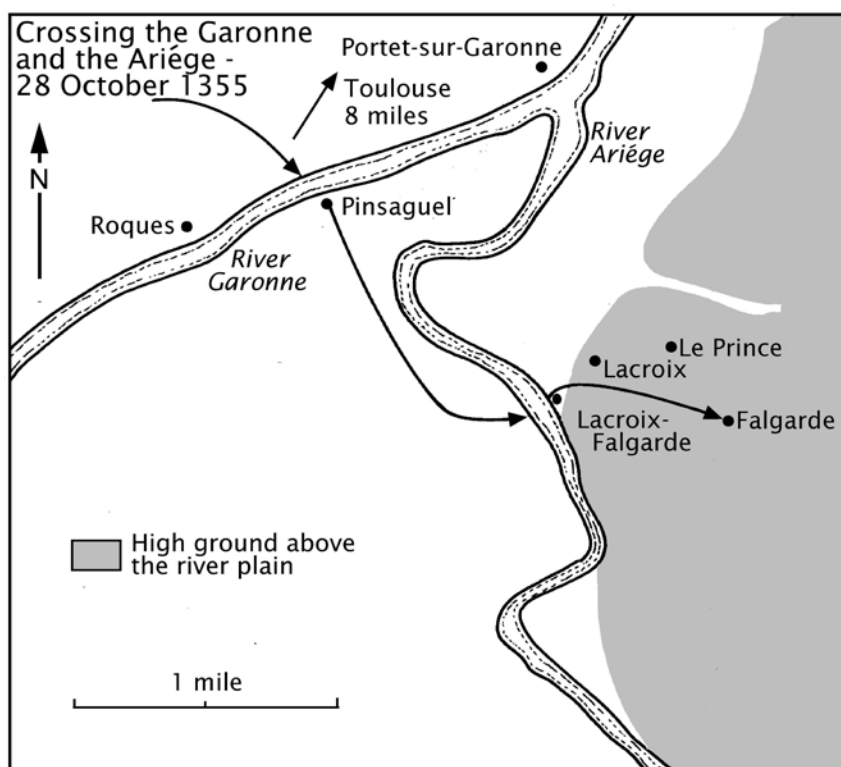 Crossing the Garonne
and the Ariége -
28 October 1355
Portet-sur-Garonne
Toulouse
8 miles
River
Ariége
N
Roques
Pinsaguel
River
Garonne
Le Prince
Lacroix
Lacroix-
Falgarde
Falgarde
High ground above
the river plain
1 mile